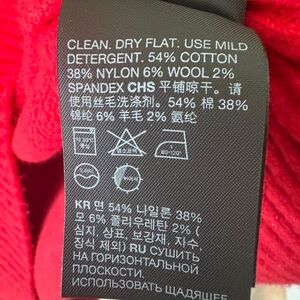 CLEAN. DRY FLAT: USE MILD
DETERGENT. 54% COTTON
38% NYLON 6% WOOL 2%
SPANDEX CHS 平铺晾干。请
使用丝毛洗涤剂。54% 棉 38%
锦纶 6% 羊毛 2% 氨纶
KR 면 54% 나일론 38%
모 6% 폴리우레탄 2% (
심지, 상표, 보강재, 자수,
장식 제외) RU СУШИТЬ
НА ГОРИЗОНТАЛЬНОЙ
ПЛОСКОСТИ.
ИСПОЛЬЗОВАТЬ ЩАДЯЩЕЕ